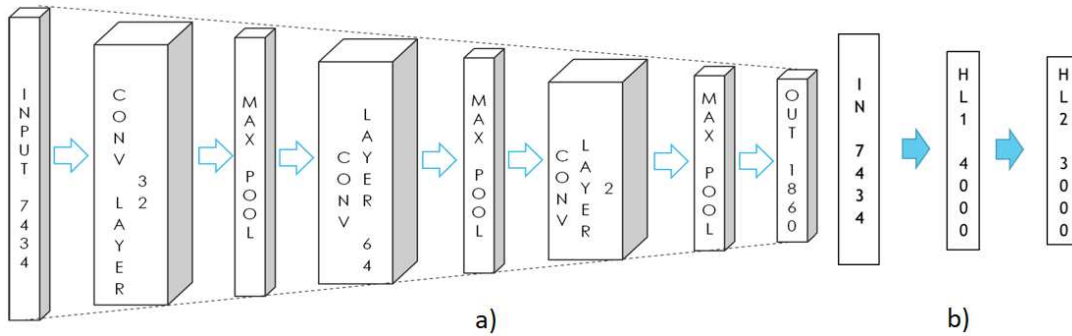 INPUT 7434
CONV LAYER
32
MAX POOL
CONV
LAYER 64
MAX POOL
CONV
LAYER
2
MAX POOL
OUT 1860
IN 7434
HL1 4000
HL2 3000
a)
b)